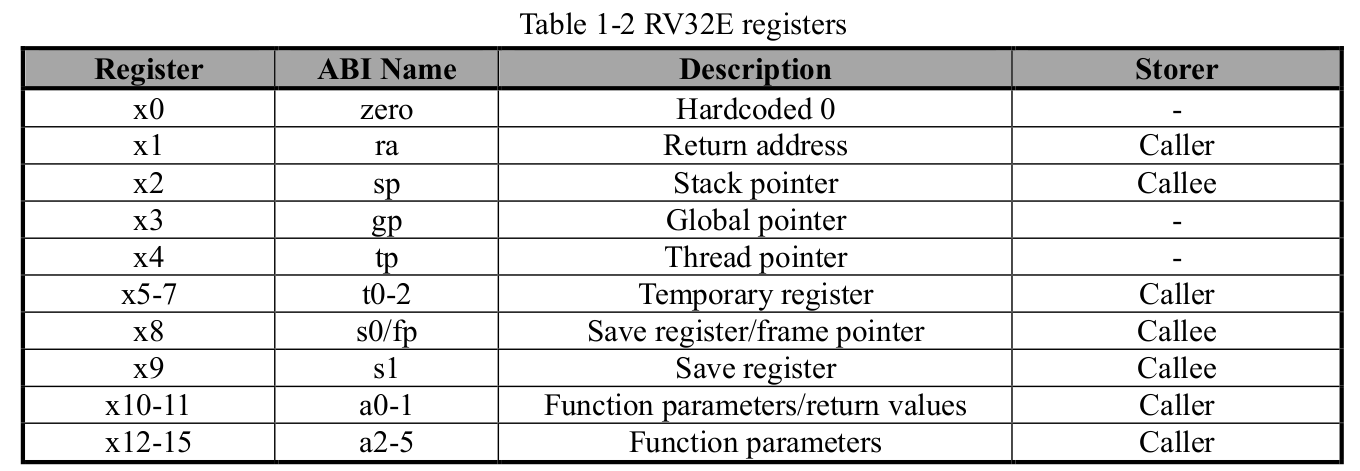 Table 1-2 RV32E registers
Register ABI Name Description Storer
x0 zero Hardcoded 0 -
x1 ra Return address Caller
x2 sp Stack pointer Callee
x3 gp Global pointer -
x4 tp Thread pointer -
x5-7 t0-2 Temporary register Caller
x8 s0/fp Save register/frame pointer Callee
x9 s1 Save register Callee
x10-11 a0-1 Function parameters/return values Caller
x12-15 a2-5 Function parameters Caller